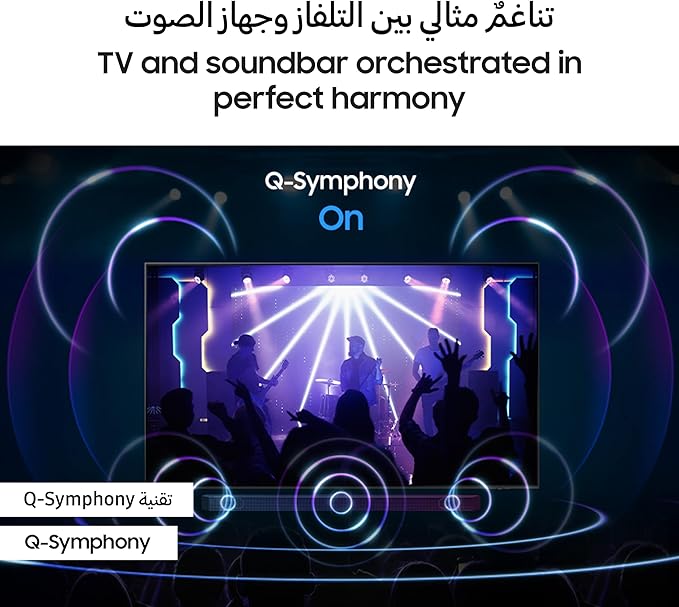 تناغمٌ مثالي بين التلفاز وجهاز الصوت
TV and soundbar orchestrated in
perfect harmony
Q-Symphony
On
تقنية Q-Symphony
Q-Symphony